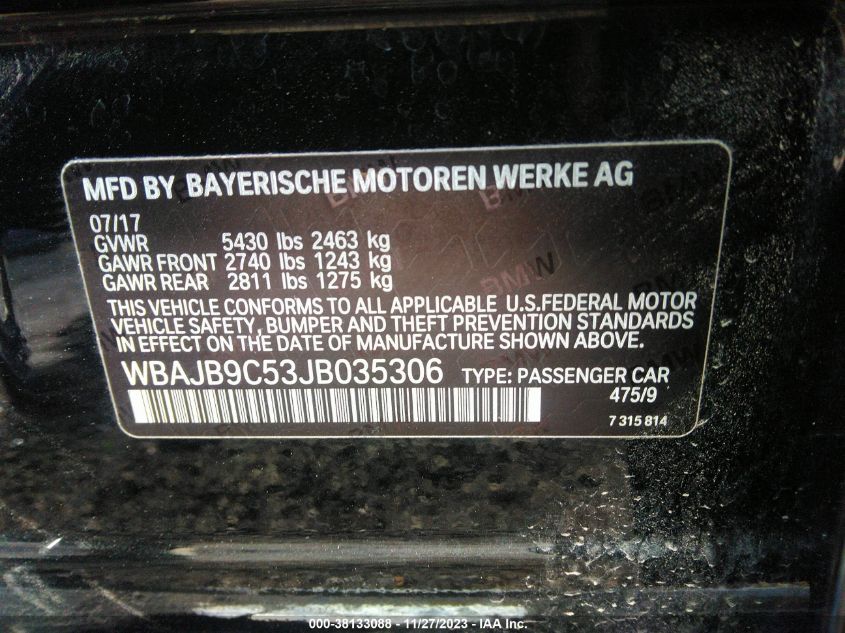 MFD BY BAYERISCHE MOTOREN WERKE AG
07/17
GVWR 5430 lbs 2463 kg
GAWR FRONT 2740 lbs 1243 kg
GAWR REAR 2811 lbs 1275 kg
THIS VEHICLE CONFORMS TO ALL APPLICABLE U.S.FEDERAL MOTOR
VEHICLE SAFETY, BUMPER AND THEFT PREVENTION STANDARDS
IN EFFECT ON THE DATE OF MANUFACTURE SHOWN ABOVE.
WBAJB9C53JB035306 TYPE: PASSENGER CAR
475/9
7 315 814
BMW
000-38133088 - 11/27/2023 - IAA Inc.